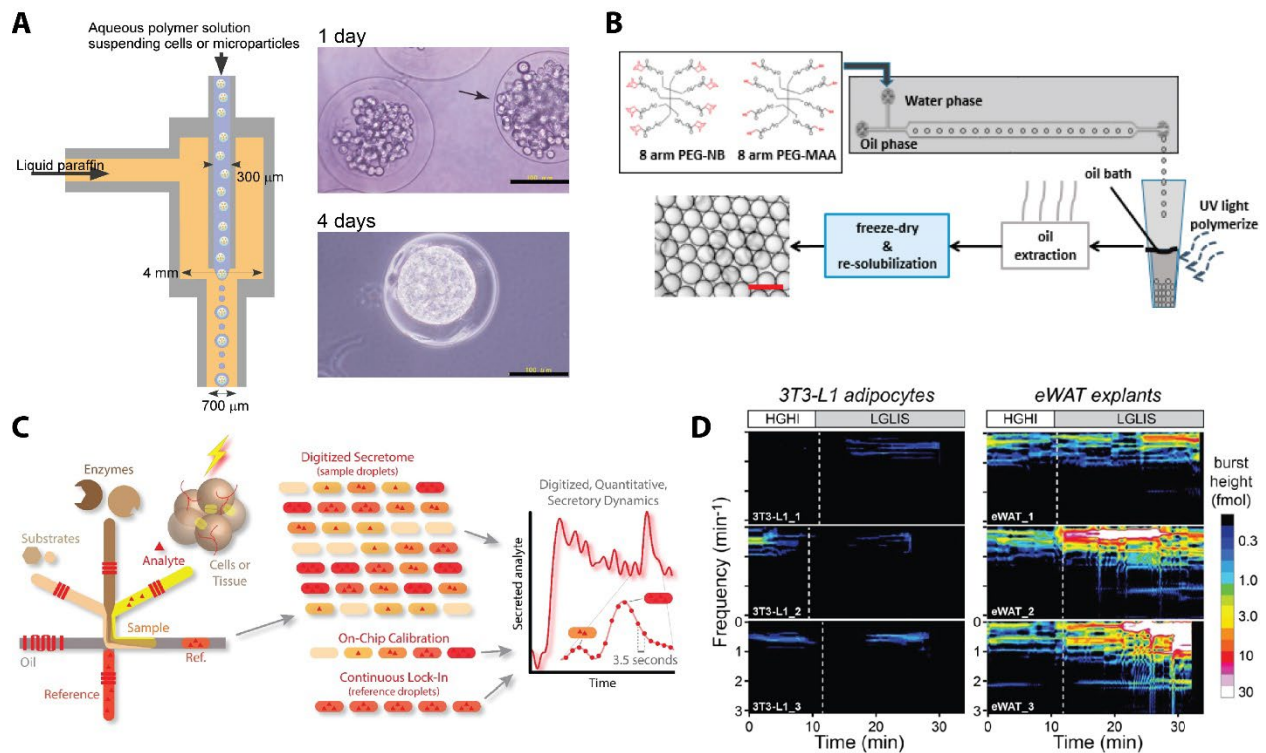 A
Aqueous polymer solution
suspending cells or microparticles
Liquid paraffin
300 μm
4 mm
700 μm
1 day
100 μm
4 days
100 μm
B
8 arm PEG-NB
8 arm PEG-MAA
Water phase
Oil phase
oil bath
UV light
polymerize
oil
extraction
freeze-dry
&
re-solubilization
C
Enzymes
Substrates
Analyte
Cells or
Tissue
Sample
Oil
Ref.
Reference
Digitized Secretome
(sample droplets)
On-Chip Calibration
Continuous Lock-In
(reference droplets)
Digitized, Quantitative,
Secretory Dynamics
Secreted analyte
3.5 seconds
Time
D
3T3-L1 adipocytes
eWAT explants
HGHI
LGLIS
HGHI
LGLIS
3T3-L1_1
3T3-L1_2
3T3-L1_3
eWAT_1
eWAT_2
eWAT_3
Frequency (min-1)
0
1
2
3
0
10
20
30
Time (min)
0
10
20
30
Time (min)
burst
height
(fmol)
0.3
1.0
3.0
10
30